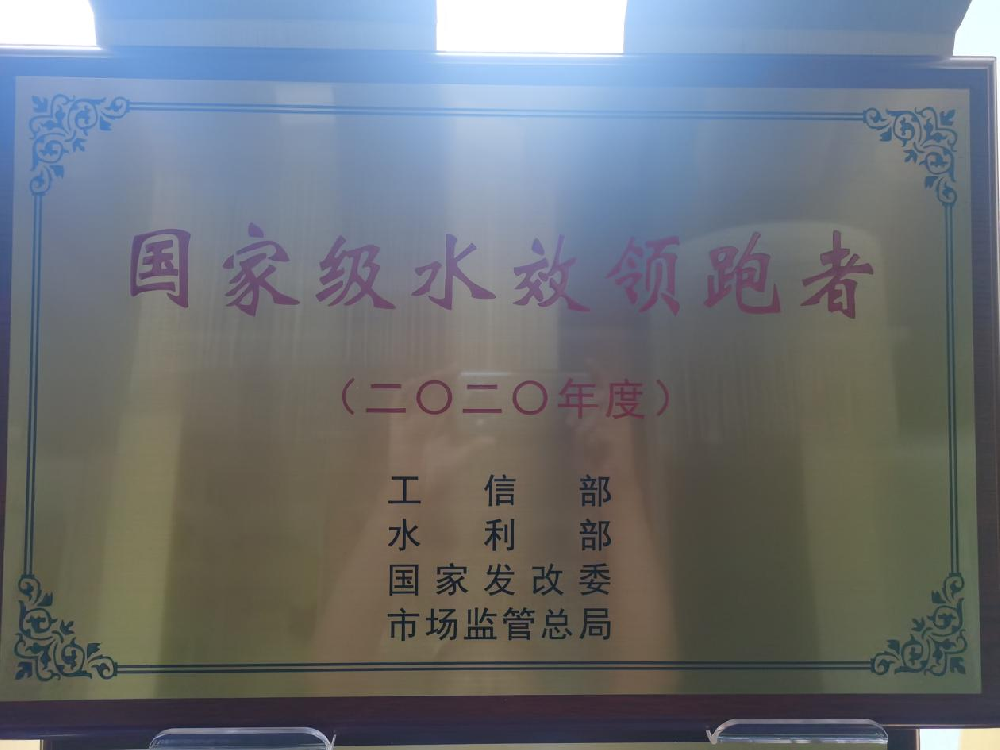 国家级水效领跑者
（二〇二〇年度）
工信部
水利部
国家发改委
市场监管总局